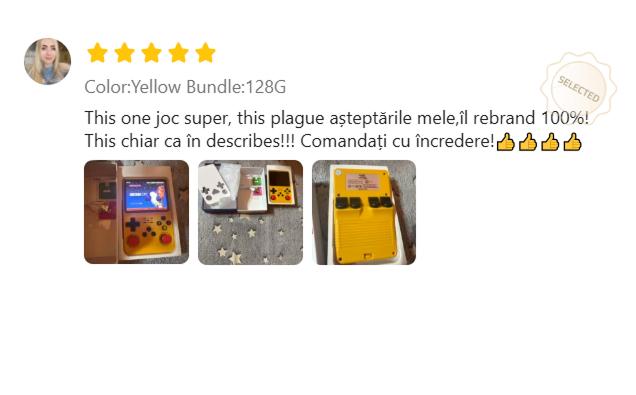 SELECTED
Color:Yellow Bundle:128G
This one joc super, this plague așteptările mele,îl rebrand 100%!
This chiar ca în describes!!! Comandați cu încredere!👍👍👍👍